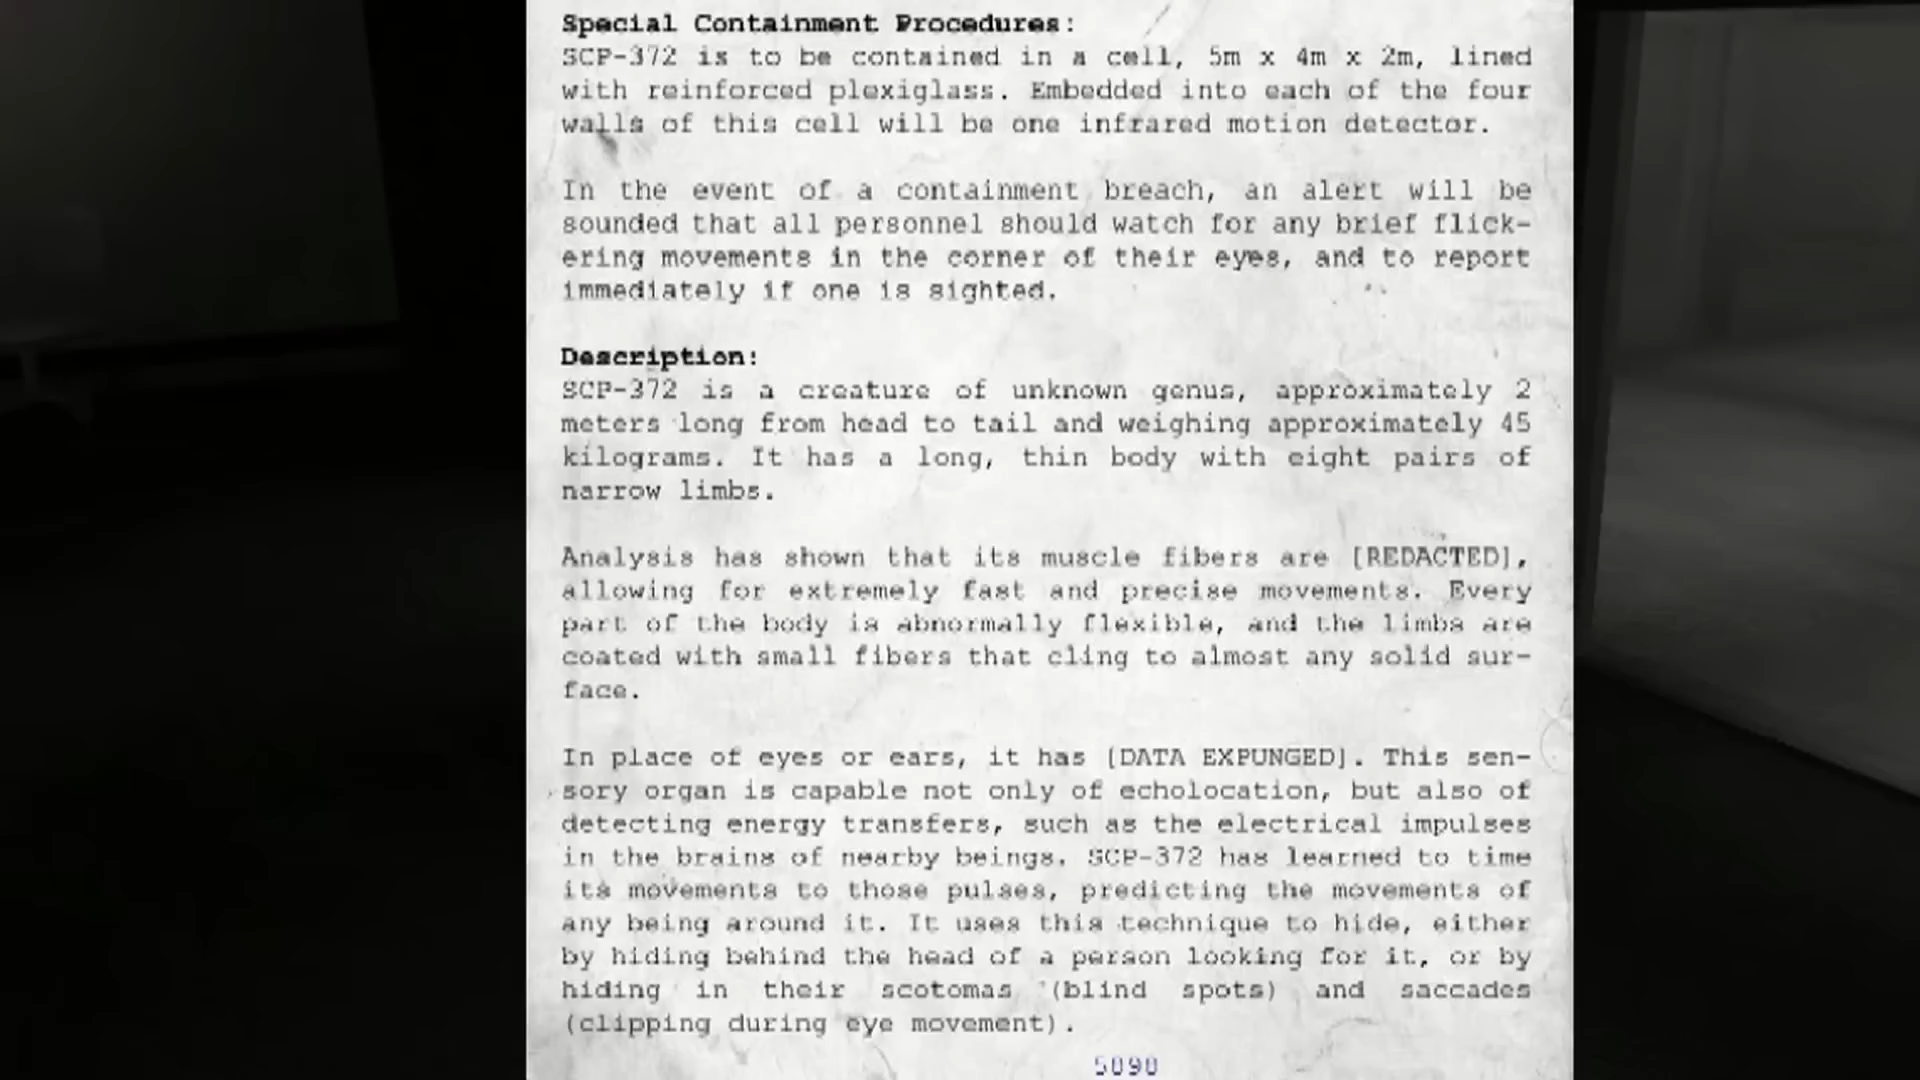 Special Containment Procedures:
SCP-372 is to be contained in a cell, 5m x 4m x 2m, lined
with reinforced plexiglass. Embedded into each of the four
walls of this cell will be one infrared motion detector.
In the event of a containment breach, an alert will be
sounded that all personnel should watch for any brief flick-
ering movements in the corner of their eyes, and to report
immediately if one is sighted.
Description:
SCP-372 is a creature of unknown genus, approximately 2
meters long from head to tail and weighing approximately 45
kilograms. It has a long, thin body with eight pairs of
narrow limbs.
Analysis has shown that its muscle fibers are [REDACTED],
allowing for extremely fast and precise movements. Every
part of the body is abnormally flexible, and the limbs are
coated with small fibers that cling to almost any solid sur-
face.
In place of eyes or ears, it has [DATA EXPUNGED]. This sen-
sory organ is capable not only of echolocation, but also of
detecting energy transfers, such as the electrical impulses
in the brains of nearby beings. SCP-372 has learned to time
its movements to those pulses, predicting the movements of
any being around it. It uses this technique to hide, either
by hiding behind the head of a person looking for it, or by
hiding in their scotomas (blind spots) and saccades
(clipping during eye movement).
5090